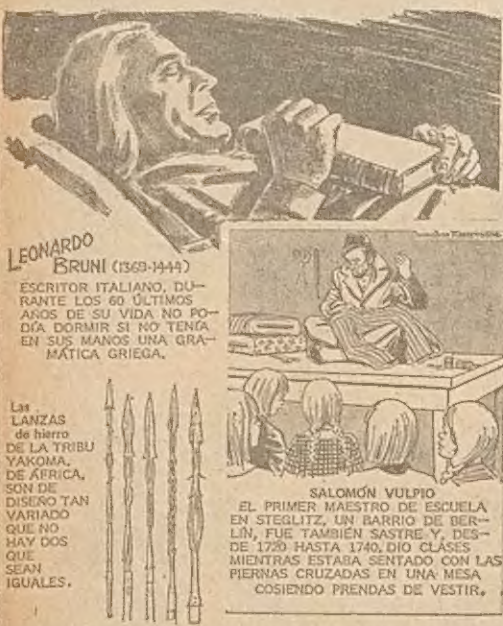 LEONARDO
BRUNI (1369-1444)
ESCRITOR ITALIANO, DU-
RANTE LOS 60 ÚLTIMOS
AÑOS DE SU VIDA NO PO-
DÍA DORMIR SI NO TENÍA
EN SUS MANOS UNA GRA-
MÁTICA GRIEGA.
Las
LANZAS
de hierro
DE LA TRIBU
YAKOMA,
DE ÁFRICA,
SON DE
DISEÑO TAN
VARIADO
QUE NO
HAY DOS
QUE
SEAN
IGUALES.
SALOMÓN VULPIO
EL PRIMER MAESTRO DE ESCUELA
EN STEGLITZ, UN BARRIO DE BER-
LÍN, FUE TAMBIÉN SASTRE Y, DES-
DE 1720 HASTA 1740, DIO CLASES
MIENTRAS ESTABA SENTADO CON LAS
PIERNAS CRUZADAS EN UNA MESA
COSIENDO PRENDAS DE VESTIR.